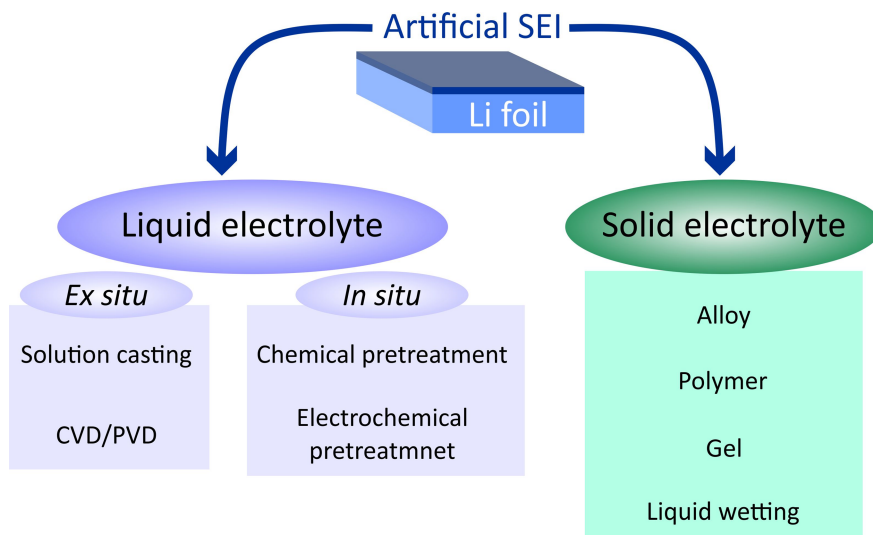 Artificial SEI
Li foil
Liquid electrolyte
Solid electrolyte
Ex situ
In situ
Solution casting
CVD/PVD
Chemical pretreatment
Electrochemical
pretreatmnet
Alloy
Polymer
Gel
Liquid wetting